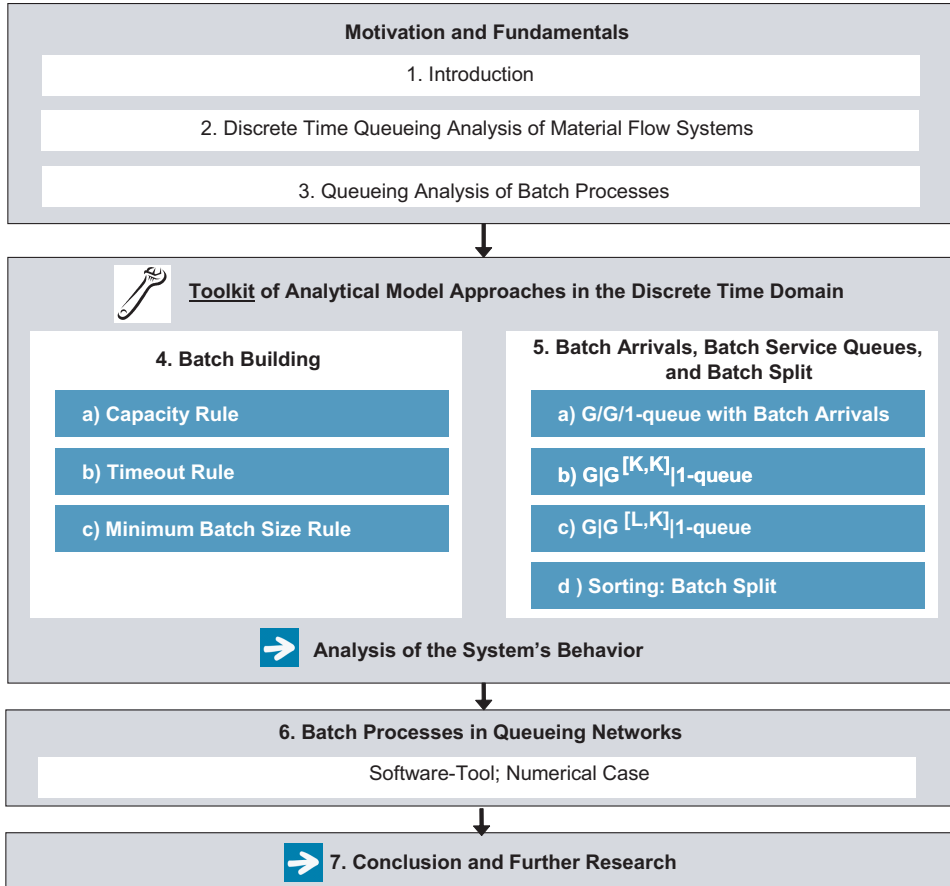 Motivation and Fundamentals
1. Introduction
2. Discrete Time Queueing Analysis of Material Flow Systems
3. Queueing Analysis of Batch Processes
Toolkit of Analytical Model Approaches in the Discrete Time Domain
4. Batch Building
a) Capacity Rule
b) Timeout Rule
c) Minimum Batch Size Rule
5. Batch Arrivals, Batch Service Queues,
and Batch Split
a) G/G/1-queue with Batch Arrivals
b) G|G [K,K]|1-queue
c) G|G [L,K]|1-queue
d ) Sorting: Batch Split
Analysis of the System's Behavior
6. Batch Processes in Queueing Networks
Software-Tool; Numerical Case
7. Conclusion and Further Research